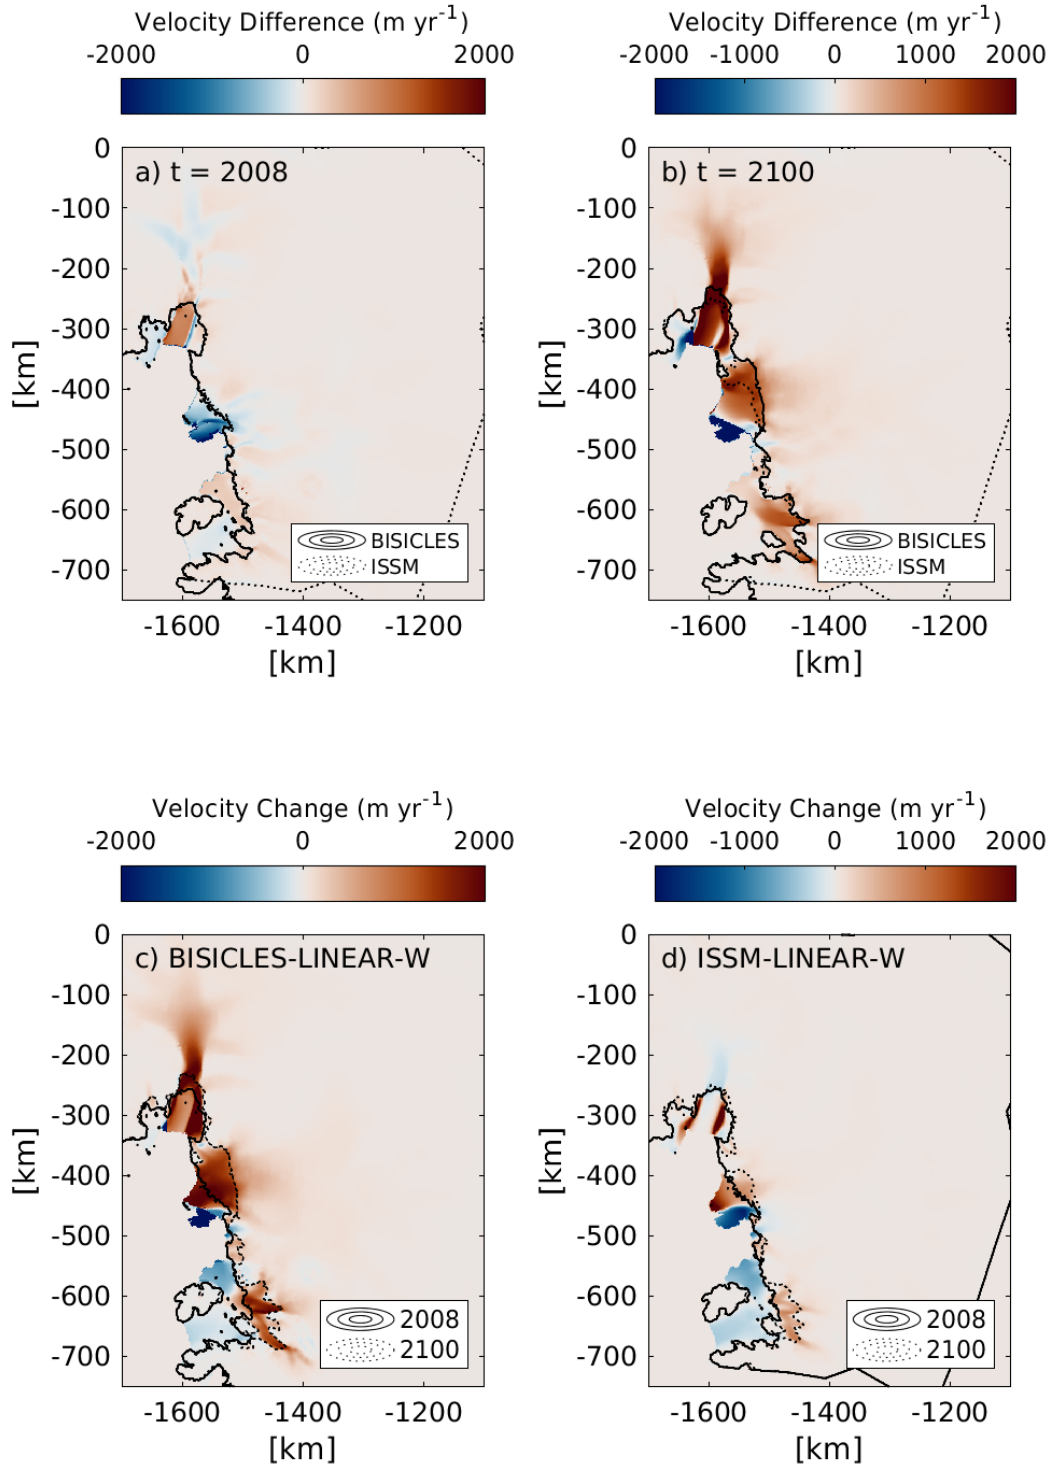 Velocity Difference (m yr-1)
-2000 0 2000
a) t = 2008
0
-100
-200
-300
-400
-500
-600
-700
[km]
BISICLES
ISSM
-1600 -1400 -1200
[km]
Velocity Difference (m yr-1)
-2000 -1000 0 1000 2000
b) t = 2100
0
-100
-200
-300
-400
-500
-600
-700
[km]
BISICLES
ISSM
-1600 -1400 -1200
[km]
Velocity Change (m yr-1)
-2000 0 2000
c) BISICLES-LINEAR-W
0
-100
-200
-300
-400
-500
-600
-700
[km]
2008
2100
-1600 -1400 -1200
[km]
Velocity Change (m yr-1)
-2000 -1000 0 1000 2000
d) ISSM-LINEAR-W
0
-100
-200
-300
-400
-500
-600
-700
[km]
2008
2100
-1600 -1400 -1200
[km]